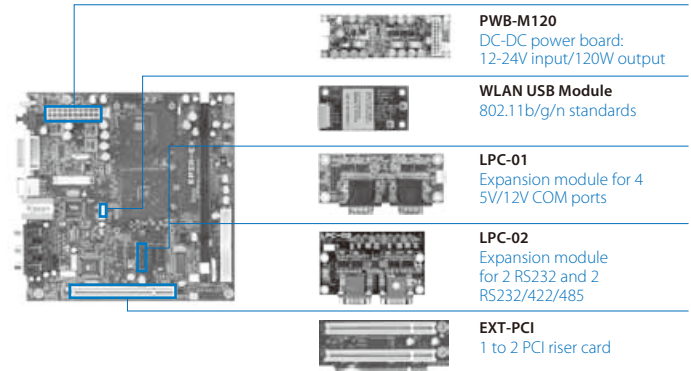 PWB-M120
DC-DC power board:
12-24V input/120W output
WLAN USB Module
802.11b/g/n standards
LPC-01
Expansion module for 4
5V/12V COM ports
LPC-02
LPC-02
Expansion module
for 2 RS232 and 2
RS232/422/485
EXT-PCI
1 to 2 PCI riser card